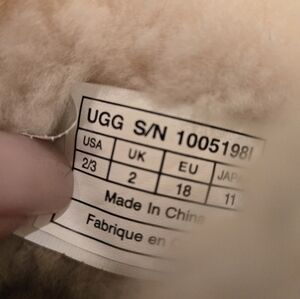 UGG S/N 1005198
USA UK EU
2/3 2 18 11
Made In China
Fabrique en